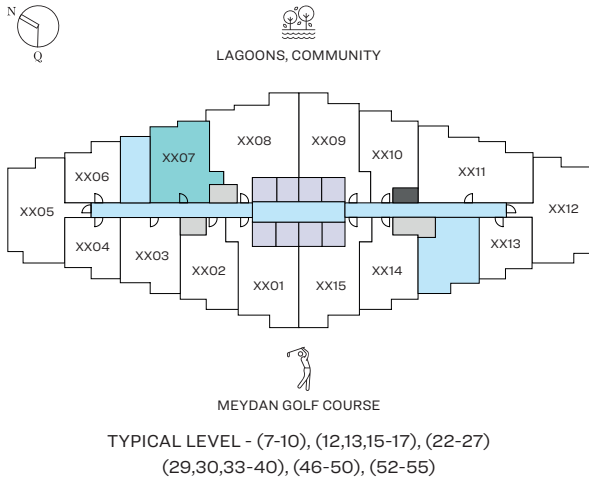 N
Q
LAGOONS, COMMUNITY
XX07
XX08
XX09
XX10
XX06
XX11
XX05
XX12
XX04
XX03
XX02
XX01
XX15
XX14
XX13
MEYDAN GOLF COURSE
TYPICAL LEVEL - (7-10), (12,13,15-17), (22-27)
(29,30,33-40), (46-50), (52-55)